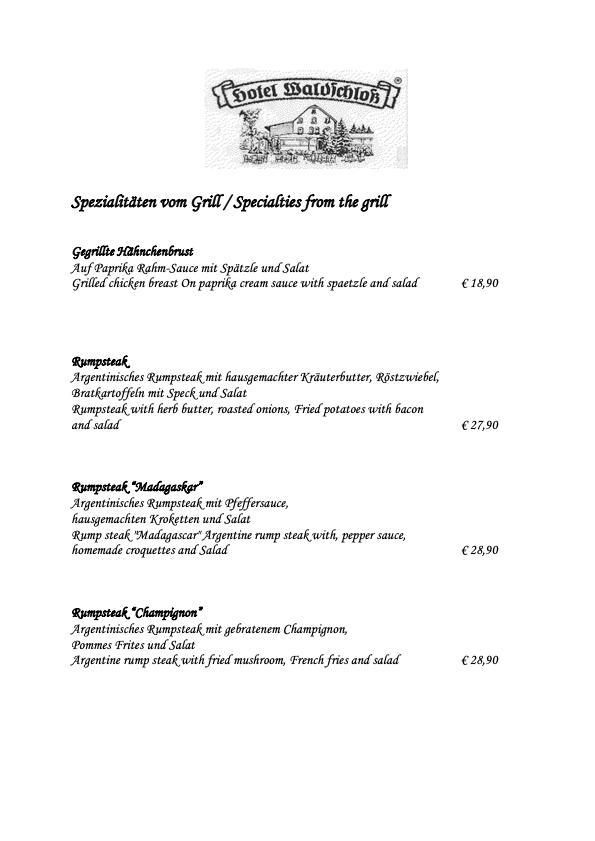 Hotel Waldschloß
®
Spezialitäten vom Grill / Specialties from the grill
Gegrillte Hähnchenbrust
Auf Paprika Rahm-Sauce mit Spätzle und Salat
Grilled chicken breast On paprika cream sauce with spaetzle and salad € 18,90
Rumpsteak
Argentinisches Rumpsteak mit hausgemachter Kräuterbutter, Röstzwiebel,
Bratkartoffeln mit Speck und Salat
Rumpsteak with herb butter, roasted onions, Fried potatoes with bacon
and salad € 27,90
Rumpsteak “Madagaskar”
Argentinisches Rumpsteak mit Pfeffersauce,
hausgemachten Kroketten und Salat
Rump steak "Madagascar" Argentine rump steak with, pepper sauce,
homemade croquettes and Salad € 28,90
Rumpsteak “Champignon”
Argentinisches Rumpsteak mit gebratenem Champignon,
Pommes Frites und Salat
Argentine rump steak with fried mushroom, French fries and salad € 28,90